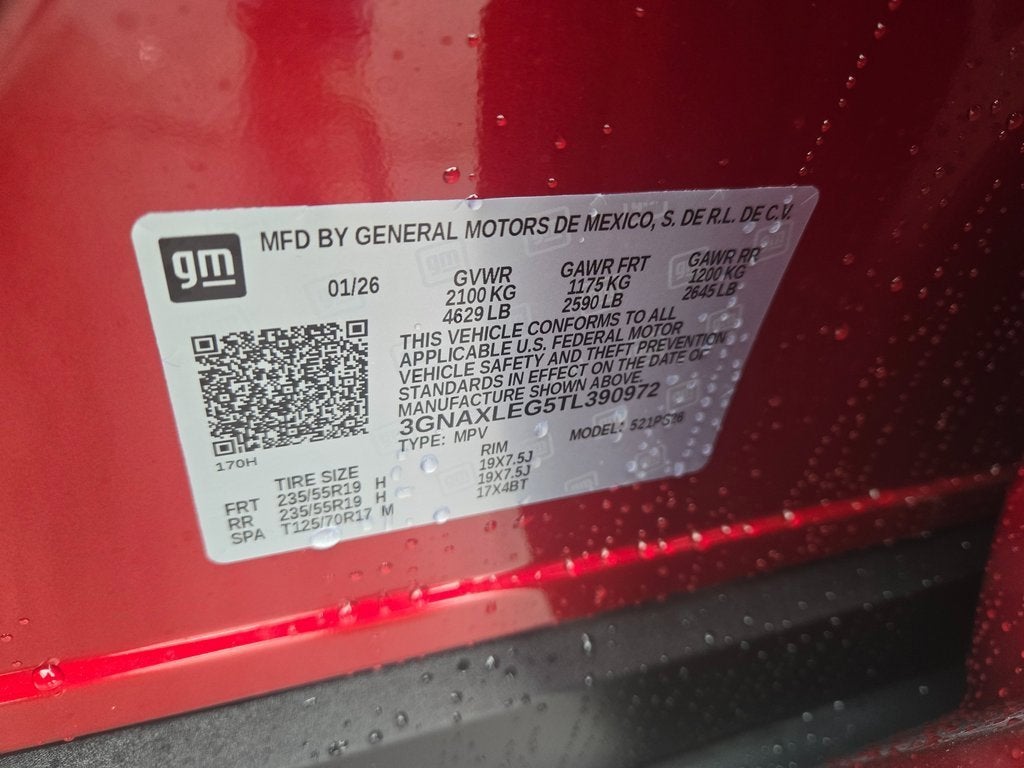 gm
MFD BY GENERAL MOTORS DE MEXICO, S. DE R.L. DE C.V.
01/26
GVWR
2100 KG
4629 LB
GAWR FRT
1175 KG
2590 LB
GAWR RR
1200 KG
2645 LB
THIS VEHICLE CONFORMS TO ALL
APPLICABLE U.S. FEDERAL MOTOR
VEHICLE SAFETY AND THEFT PREVENTION
STANDARDS IN EFFECT ON THE DATE OF
MANUFACTURE SHOWN ABOVE.
3GNAXLEG5TL390972
TYPE: MPV
MODEL: 521PS26
170H
TIRE SIZE
RIM
FRT 235/55R19 H 19X7.5J
RR 235/55R19 H 19X7.5J
SPA T125/70R17 M 17X4BT